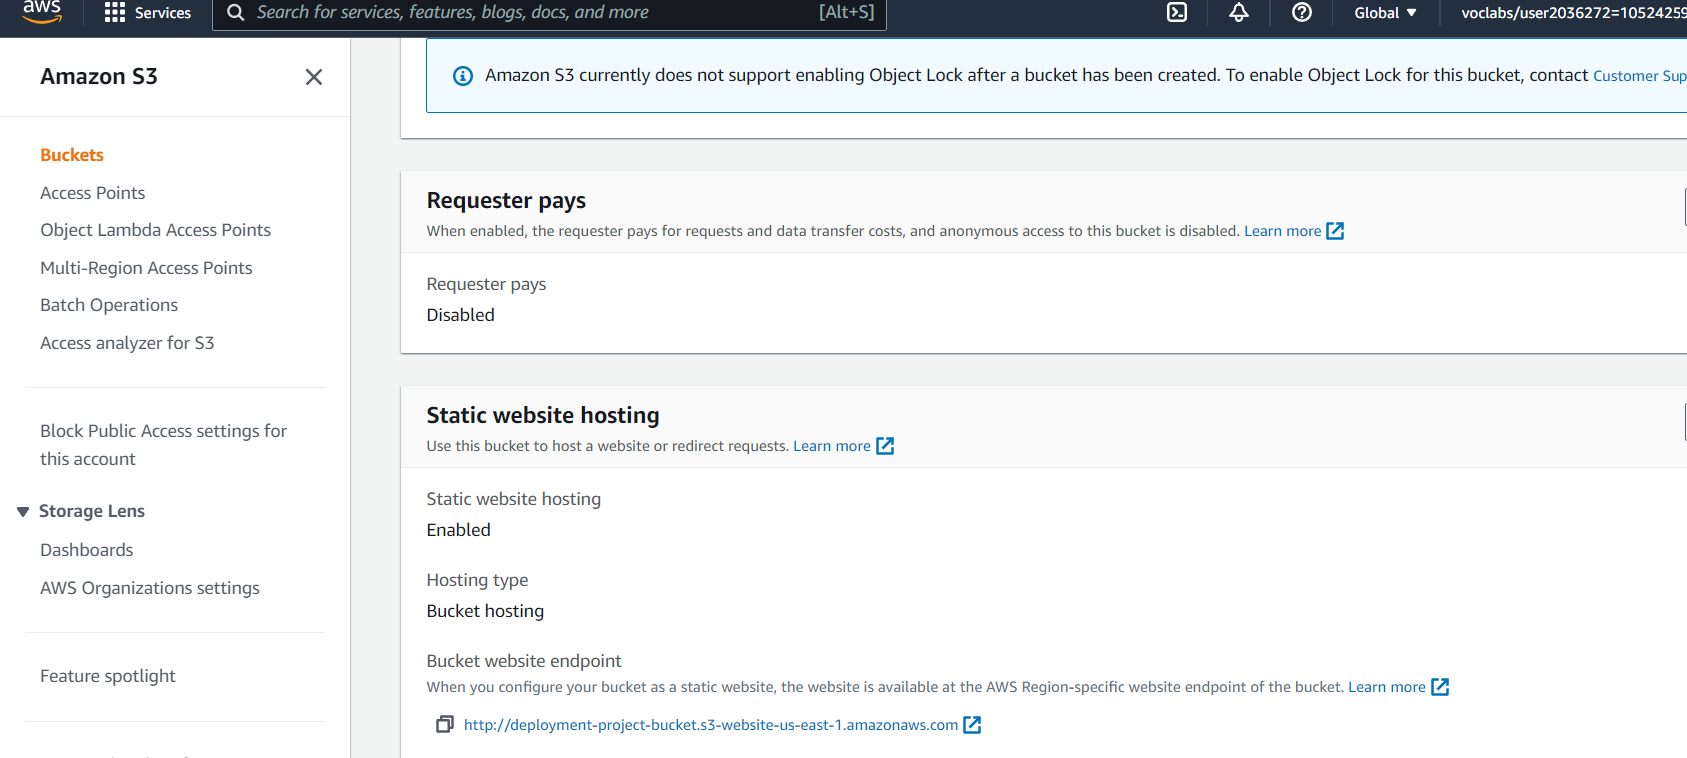 aws
Services
Search for services, features, blogs, docs, and more
[Alt+S]
Global
voclabs/user2036272=10524259
Amazon S3
Buckets
Access Points
Object Lambda Access Points
Multi-Region Access Points
Batch Operations
Access analyzer for S3
Block Public Access settings for
this account
Storage Lens
Dashboards
AWS Organizations settings
Feature spotlight
Amazon S3 currently does not support enabling Object Lock after a bucket has been created. To enable Object Lock for this bucket, contact Customer Sup
Requester pays
When enabled, the requester pays for requests and data transfer costs, and anonymous access to this bucket is disabled. Learn more
Requester pays
Disabled
Static website hosting
Use this bucket to host a website or redirect requests. Learn more
Static website hosting
Enabled
Hosting type
Bucket hosting
Bucket website endpoint
When you configure your bucket as a static website, the website is available at the AWS Region-specific website endpoint of the bucket. Learn more
http://deployment-project-bucket.s3-website-us-east-1.amazonaws.com